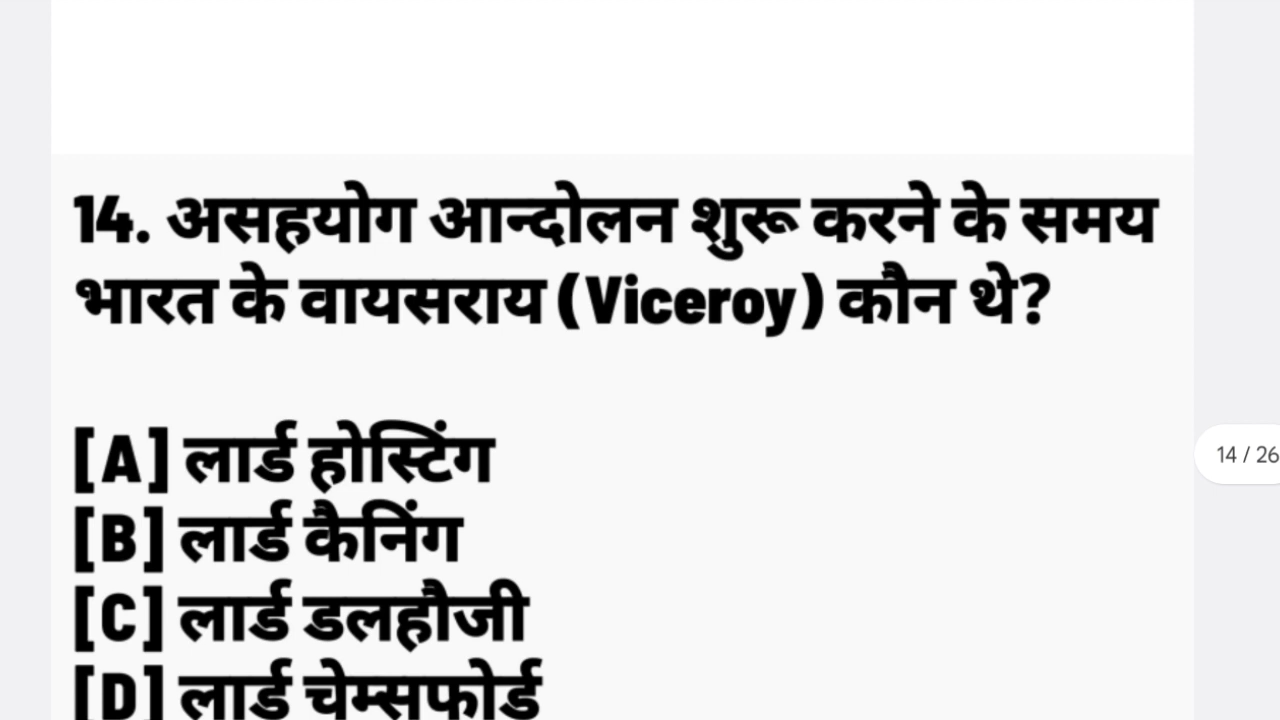 14. असहयोग आन्दोलन शुरू करने के समय
भारत के वायसराय (Viceroy) कौन थे?
[A] लार्ड होस्टिंग
[B] लार्ड कैनिंग
[C] लार्ड डलहौजी
[D] लार्ड चेम्सफोर्ड
14 / 26